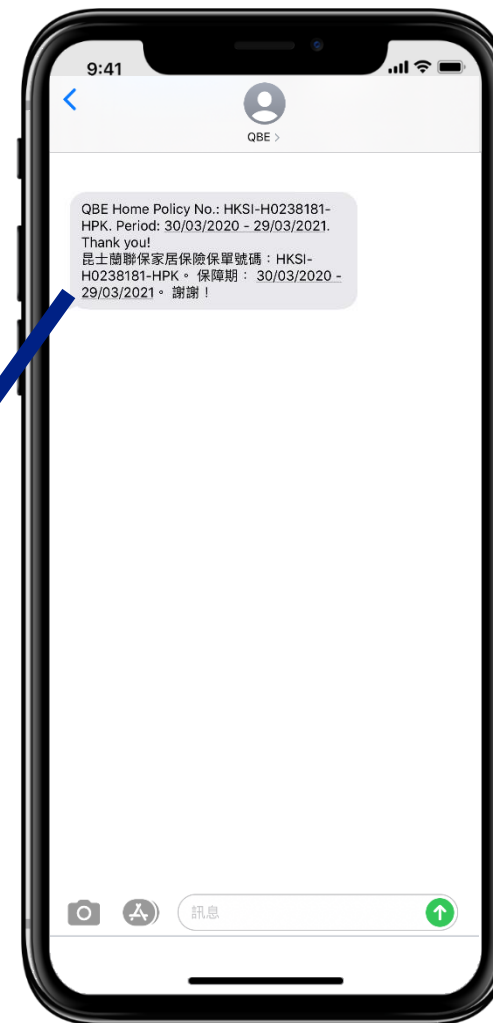 9:41
QBE >
QBE Home Policy No.: HKSI-H0238181-
HPK. Period: 30/03/2020 - 29/03/2021.
Thank you!
昆士蘭聯保家居保險保單號碼：HKSI-
H0238181-HPK。 保障期： 30/03/2020 -
29/03/2021。 謝謝！
訊息